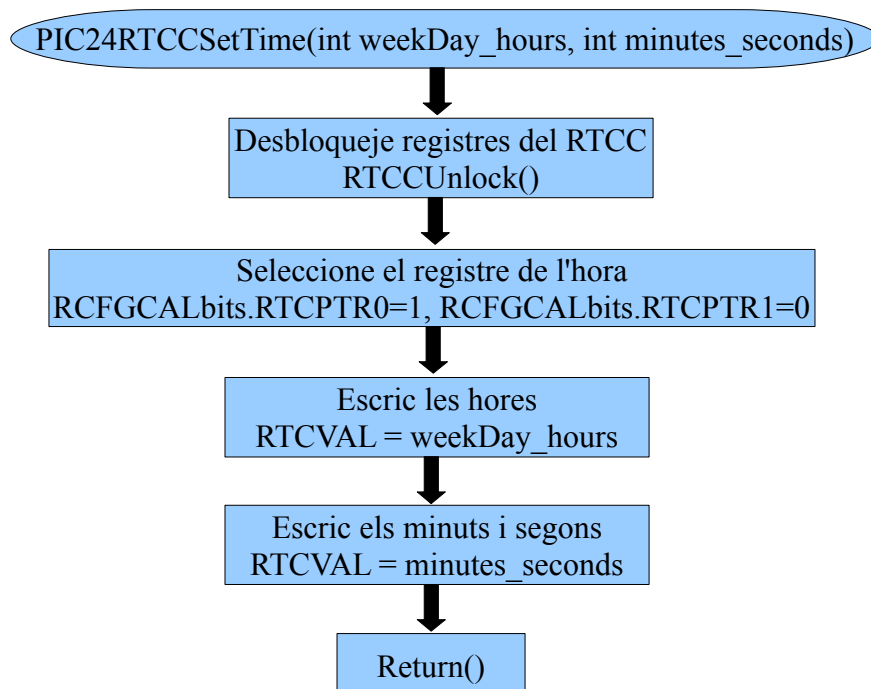 PIC24RTCCSetTime(int weekDay_hours, int minutes_seconds)
Desbloqueje registres del RTCC
RTCCUnlock()
Seleccione el registre de l'hora
RCFGCALbits.RTCPTR0=1, RCFGCALbits.RTCPTR1=0
Escric les hores
RTCVAL = weekDay_hours
Escric els minuts i segons
RTCVAL = minutes_seconds
Return()